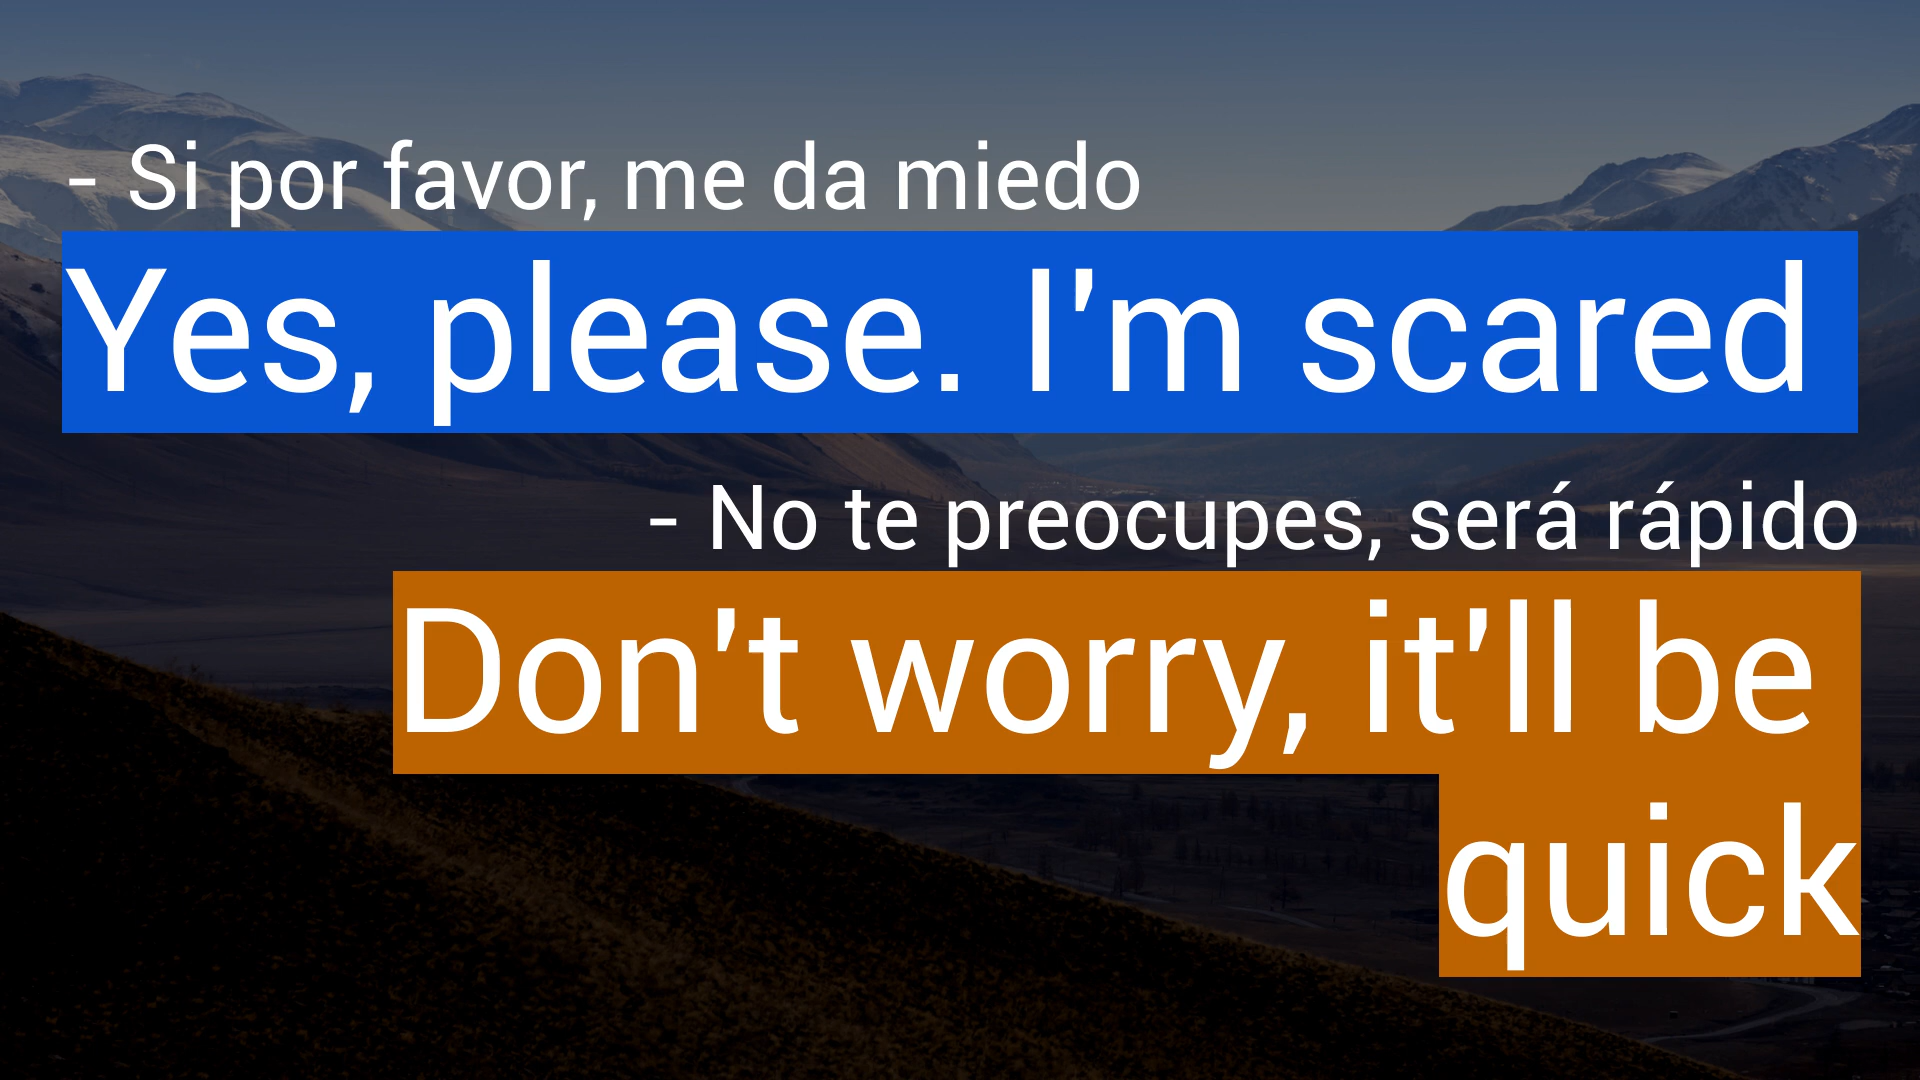 - Si por favor, me da miedo
Yes, please. I'm scared
- No te preocupes, será rápido
Don't worry, it'll be
quick